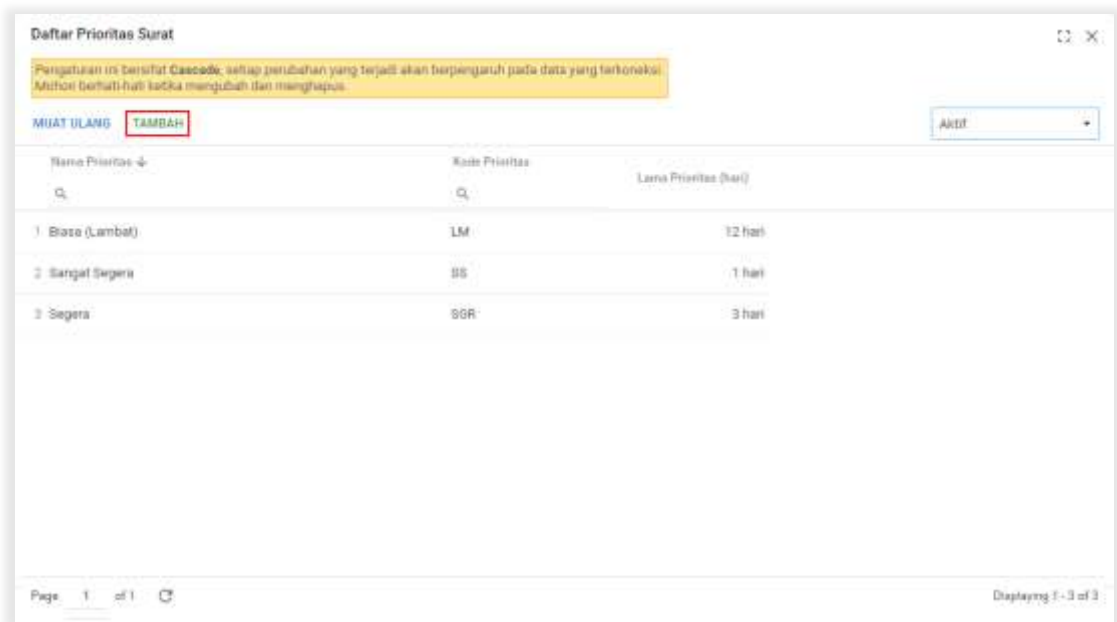 Daftar Prioritas Surat
Pengaturan ini bersifat Cascade, setiap perubahan yang terjadi akan berpengaruh pada data yang terkoneksi.
Mohon berhati-hati ketika mengubah dan menghapus.
MUAT ULANG TAMBAH Aktif
Nama Prioritas Kode Prioritas Lama Prioritas (hari)
1 Biasa (Lambat) LM 12 hari
2 Sangat Segera SS 1 hari
3 Segera SGR 3 hari
Page 1 of 1 Displaying 1 - 3 of 3